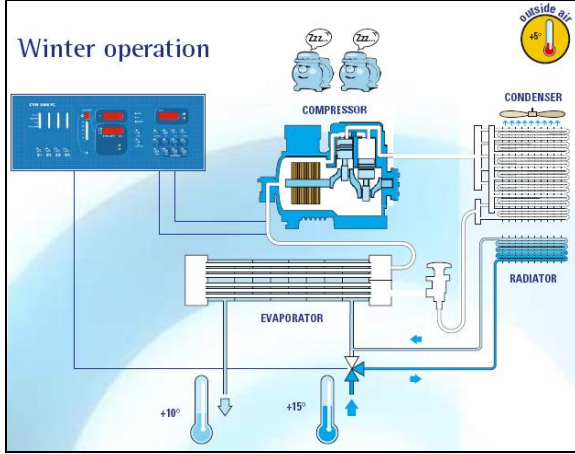 outside air
+5°
Winter operation
Zzz...
Zzz...
COMPRESSOR
CONDENSER
RADIATOR
EVAPORATOR
+10°
+15°